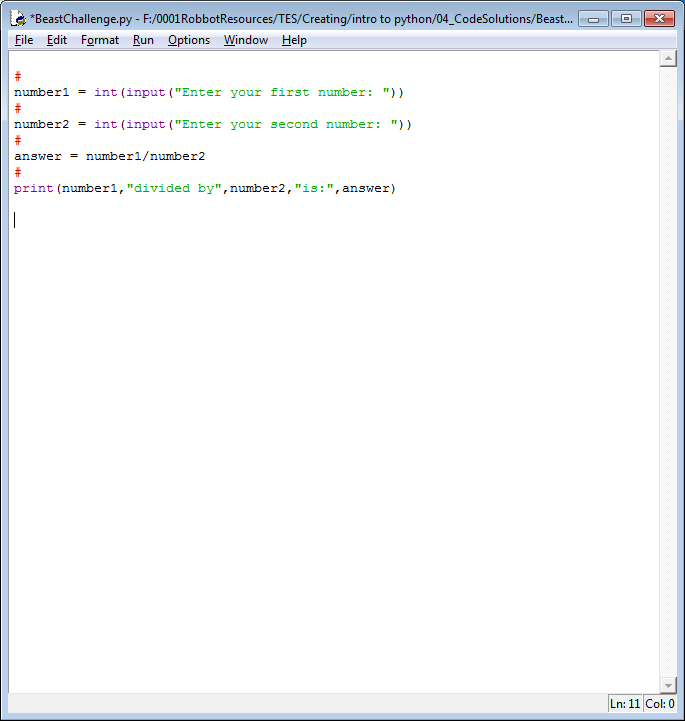 *BeastChallenge.py - F:/0001RobbotResources/TES/Creating/intro to python/04_CodeSolutions/Beast...
File Edit Format Run Options Window Help
#
number1 = int(input("Enter your first number: "))
#
number2 = int(input("Enter your second number: "))
#
answer = number1/number2
#
print(number1,"divided by",number2,"is:",answer)
Ln: 11 Col: 0